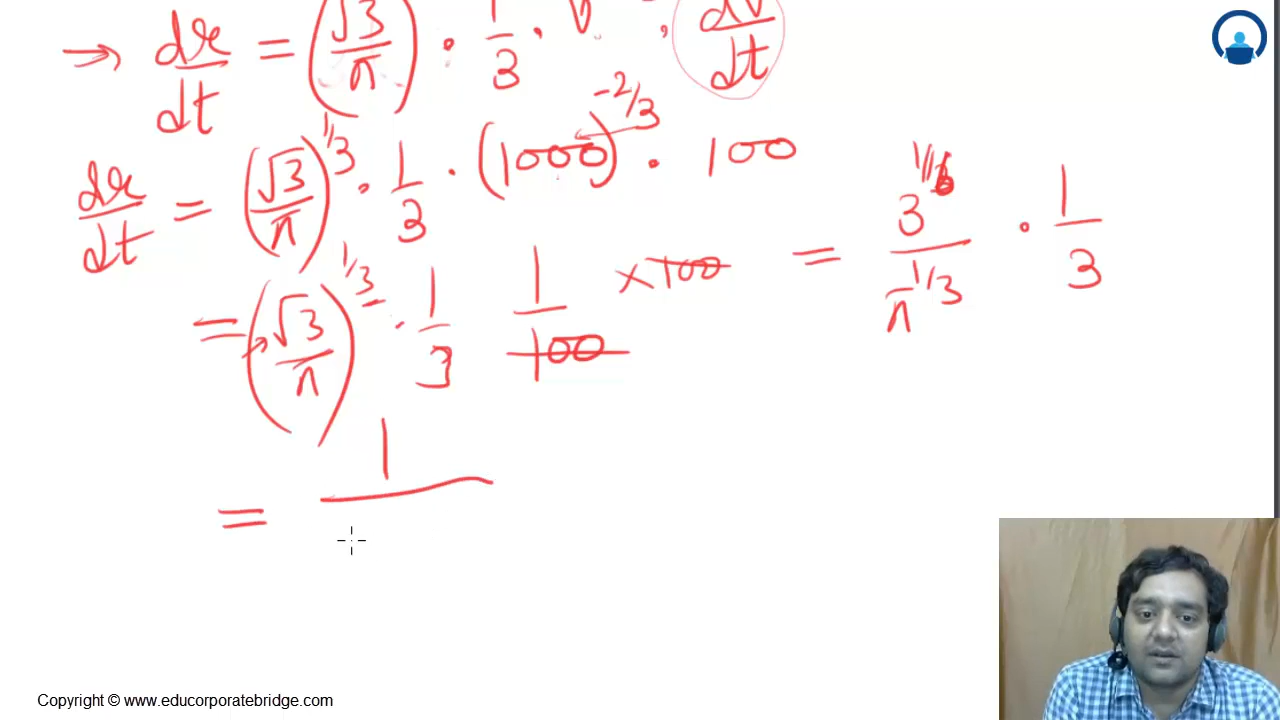 → dr/dt = (√3/π) · 1/3 · V · dV/dt
dr/dt = (√3/π)^1/3 · 1/3 · (1000)^-2/3 · 100
= (√3/π)^1/3 · 1/3 1/100 × 100 = 3^1/6/π^1/3 · 1/3
= 1
Copyright © www.educorporatebridge.com